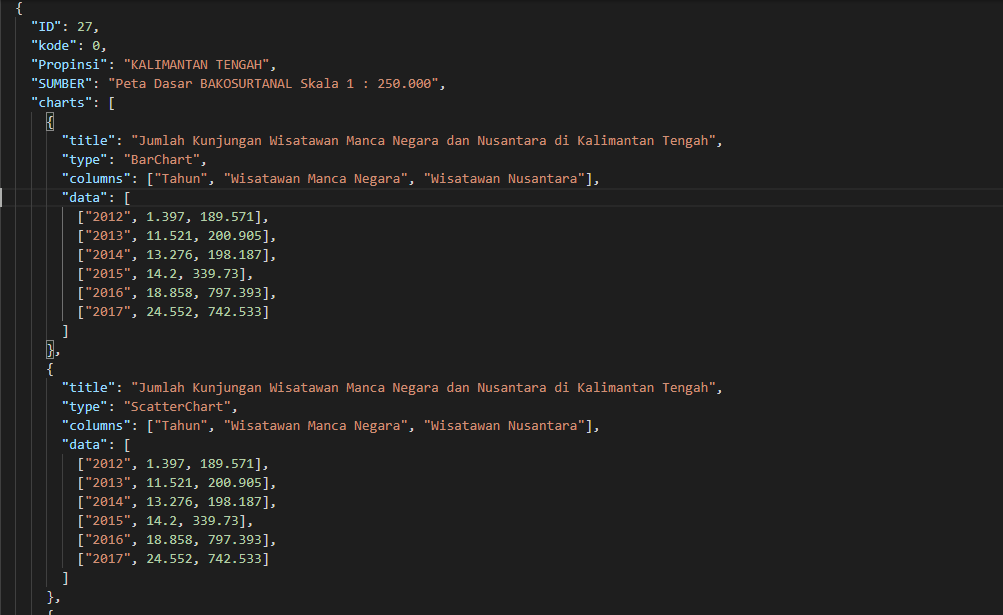 {
"ID": 27,
"kode": 0,
"Propinsi": "KALIMANTAN TENGAH",
"SUMBER": "Peta Dasar BAKOSURTANAL Skala 1 : 250.000",
"charts": [
{
"title": "Jumlah Kunjungan Wisatawan Manca Negara dan Nusantara di Kalimantan Tengah",
"type": "BarChart",
"columns": ["Tahun", "Wisatawan Manca Negara", "Wisatawan Nusantara"],
"data": [
["2012", 1.397, 189.571],
["2013", 11.521, 200.905],
["2014", 13.276, 198.187],
["2015", 14.2, 339.73],
["2016", 18.858, 797.393],
["2017", 24.552, 742.533]
]
},
{
"title": "Jumlah Kunjungan Wisatawan Manca Negara dan Nusantara di Kalimantan Tengah",
"type": "ScatterChart",
"columns": ["Tahun", "Wisatawan Manca Negara", "Wisatawan Nusantara"],
"data": [
["2012", 1.397, 189.571],
["2013", 11.521, 200.905],
["2014", 13.276, 198.187],
["2015", 14.2, 339.73],
["2016", 18.858, 797.393],
["2017", 24.552, 742.533]
]
},
{